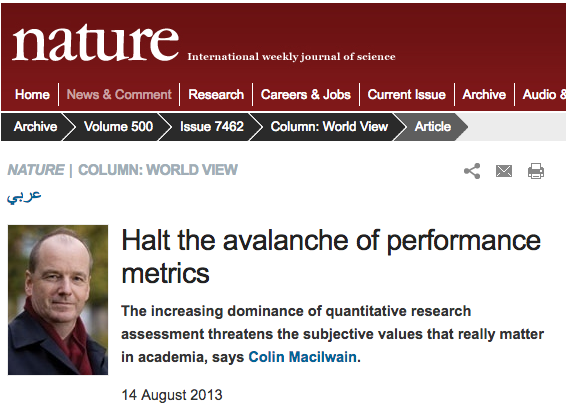 nature International weekly journal of science
Home News & Comment Research Careers & Jobs Current Issue Archive Audio &
Archive Volume 500 Issue 7462 Column: World View Article
NATURE | COLUMN: WORLD VIEW
عربي
Halt the avalanche of performance
metrics
The increasing dominance of quantitative research
assessment threatens the subjective values that really matter
in academia, says Colin Macilwain.
14 August 2013